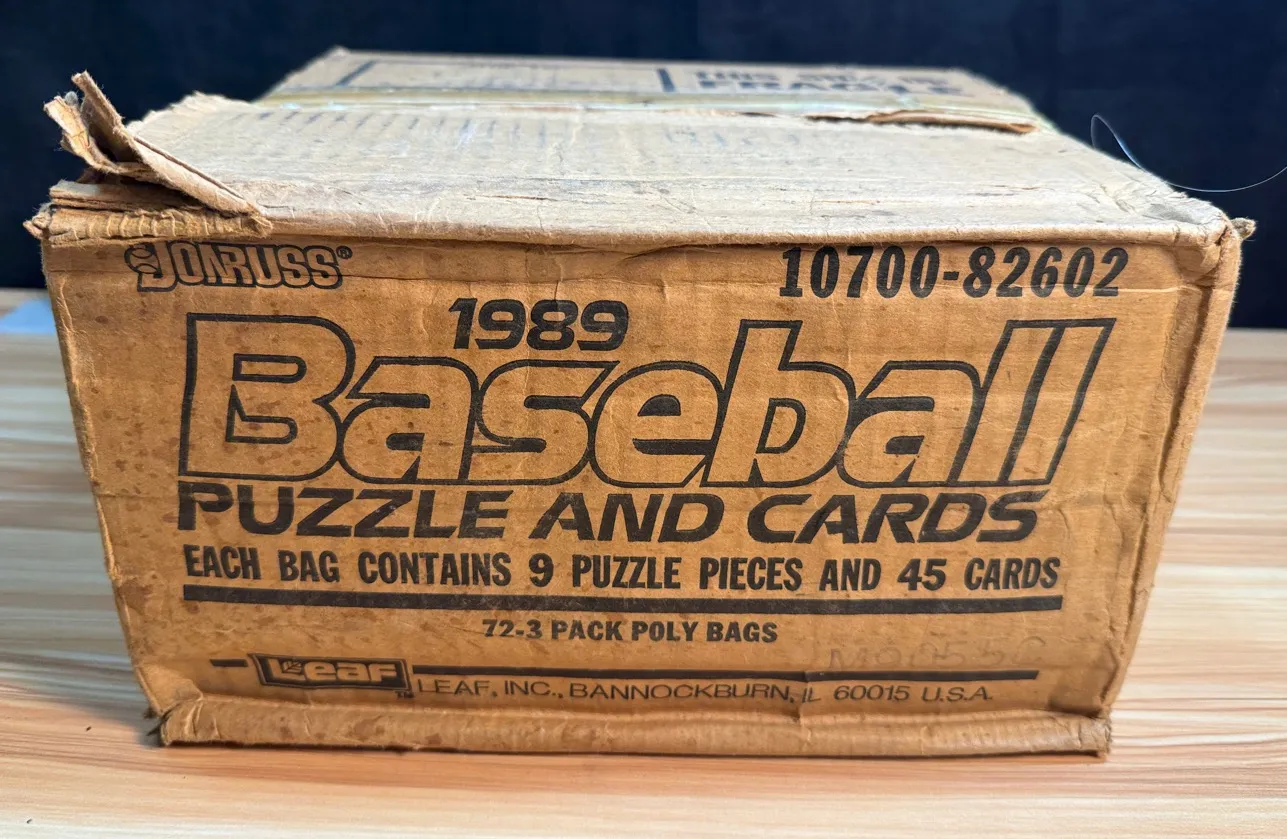 DONRUSS®
10700-82602
1989
Baseball
PUZZLE AND CARDS
EACH BAG CONTAINS 9 PUZZLE PIECES AND 45 CARDS
72-3 PACK POLY BAGS
Leaf™
LEAF, INC., BANNOCKBURN, IL 60015 U.S.A.